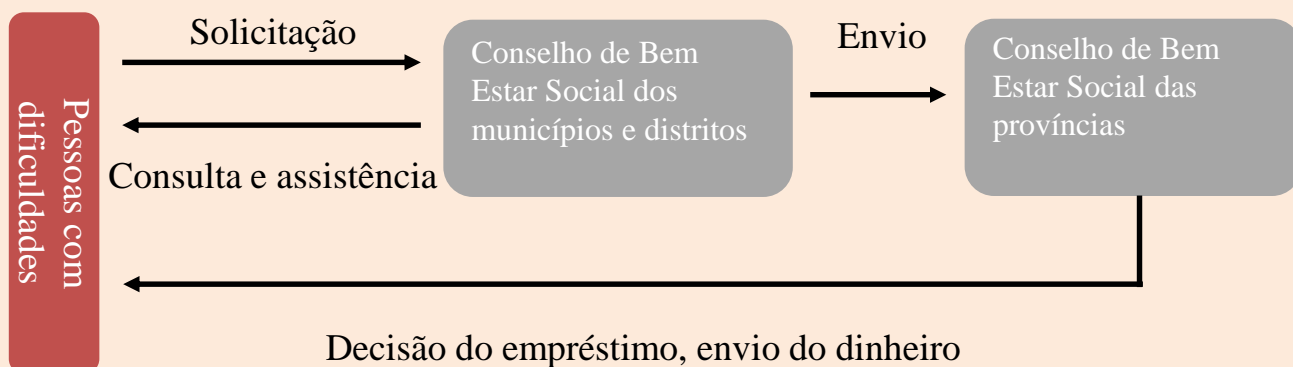 Pessoas com
dificuldades
Solicitação
Consulta e assistência
Conselho de Bem
Estar Social dos
municípios e distritos
Envio
Conselho de Bem
Estar Social das
províncias
Decisão do empréstimo, envio do dinheiro